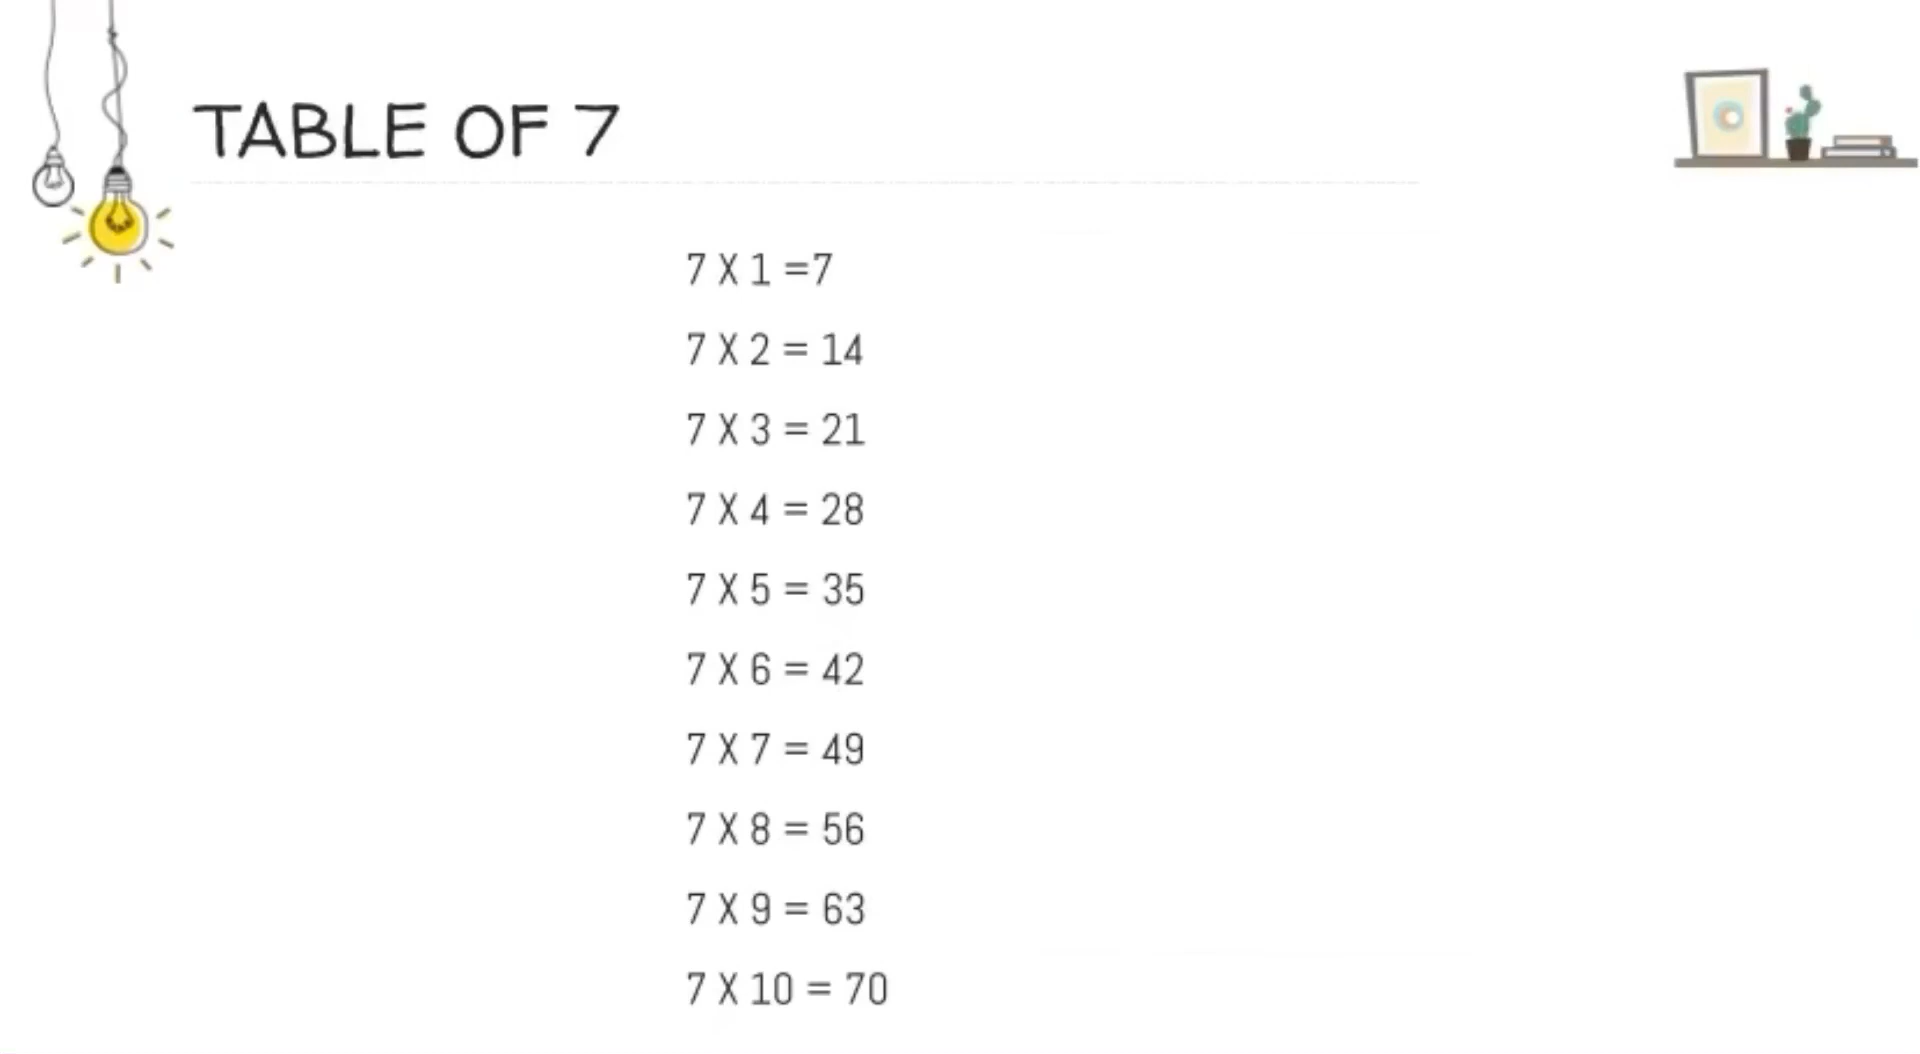 TABLE OF 7
7 X 1 =7
7 X 2 = 14
7 X 3 = 21
7 X 4 = 28
7 X 5 = 35
7 X 6 = 42
7 X 7 = 49
7 X 8 = 56
7 X 9 = 63
7 X 10 = 70